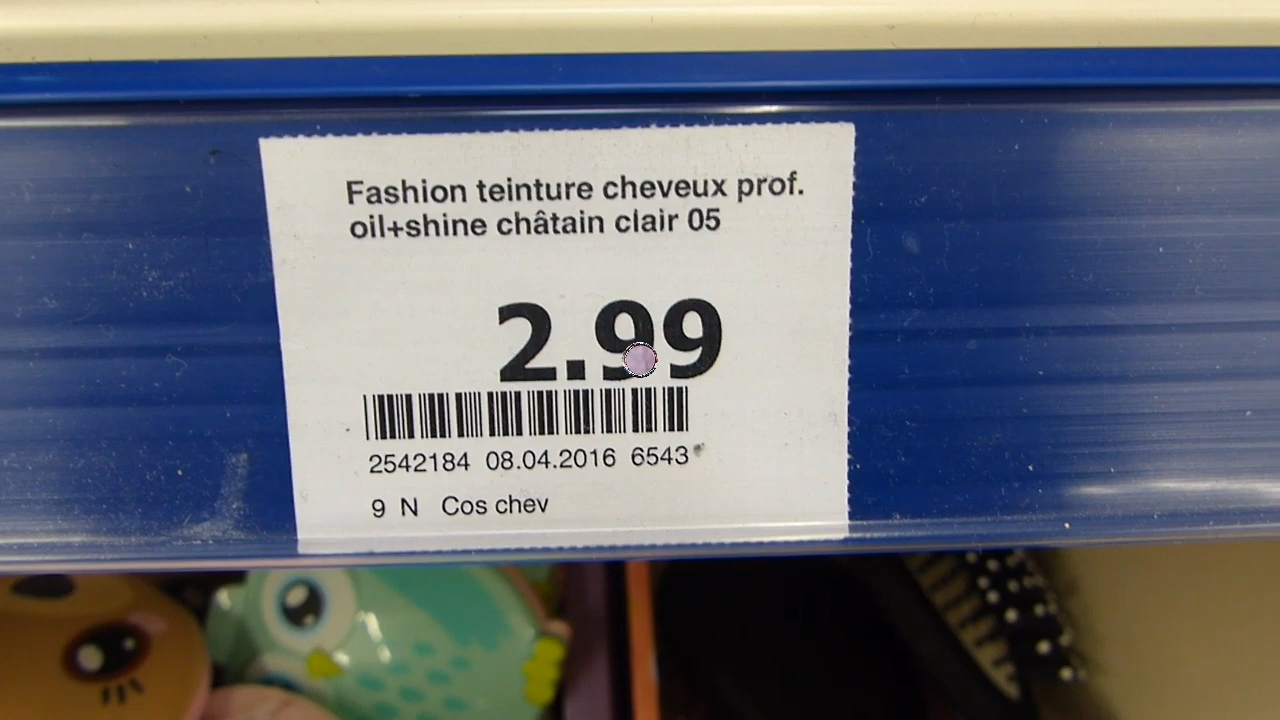 Fashion teinture cheveux prof.
oil+shine châtain clair 05
2.99
2542184 08.04.2016 6543
9 N Cos chev